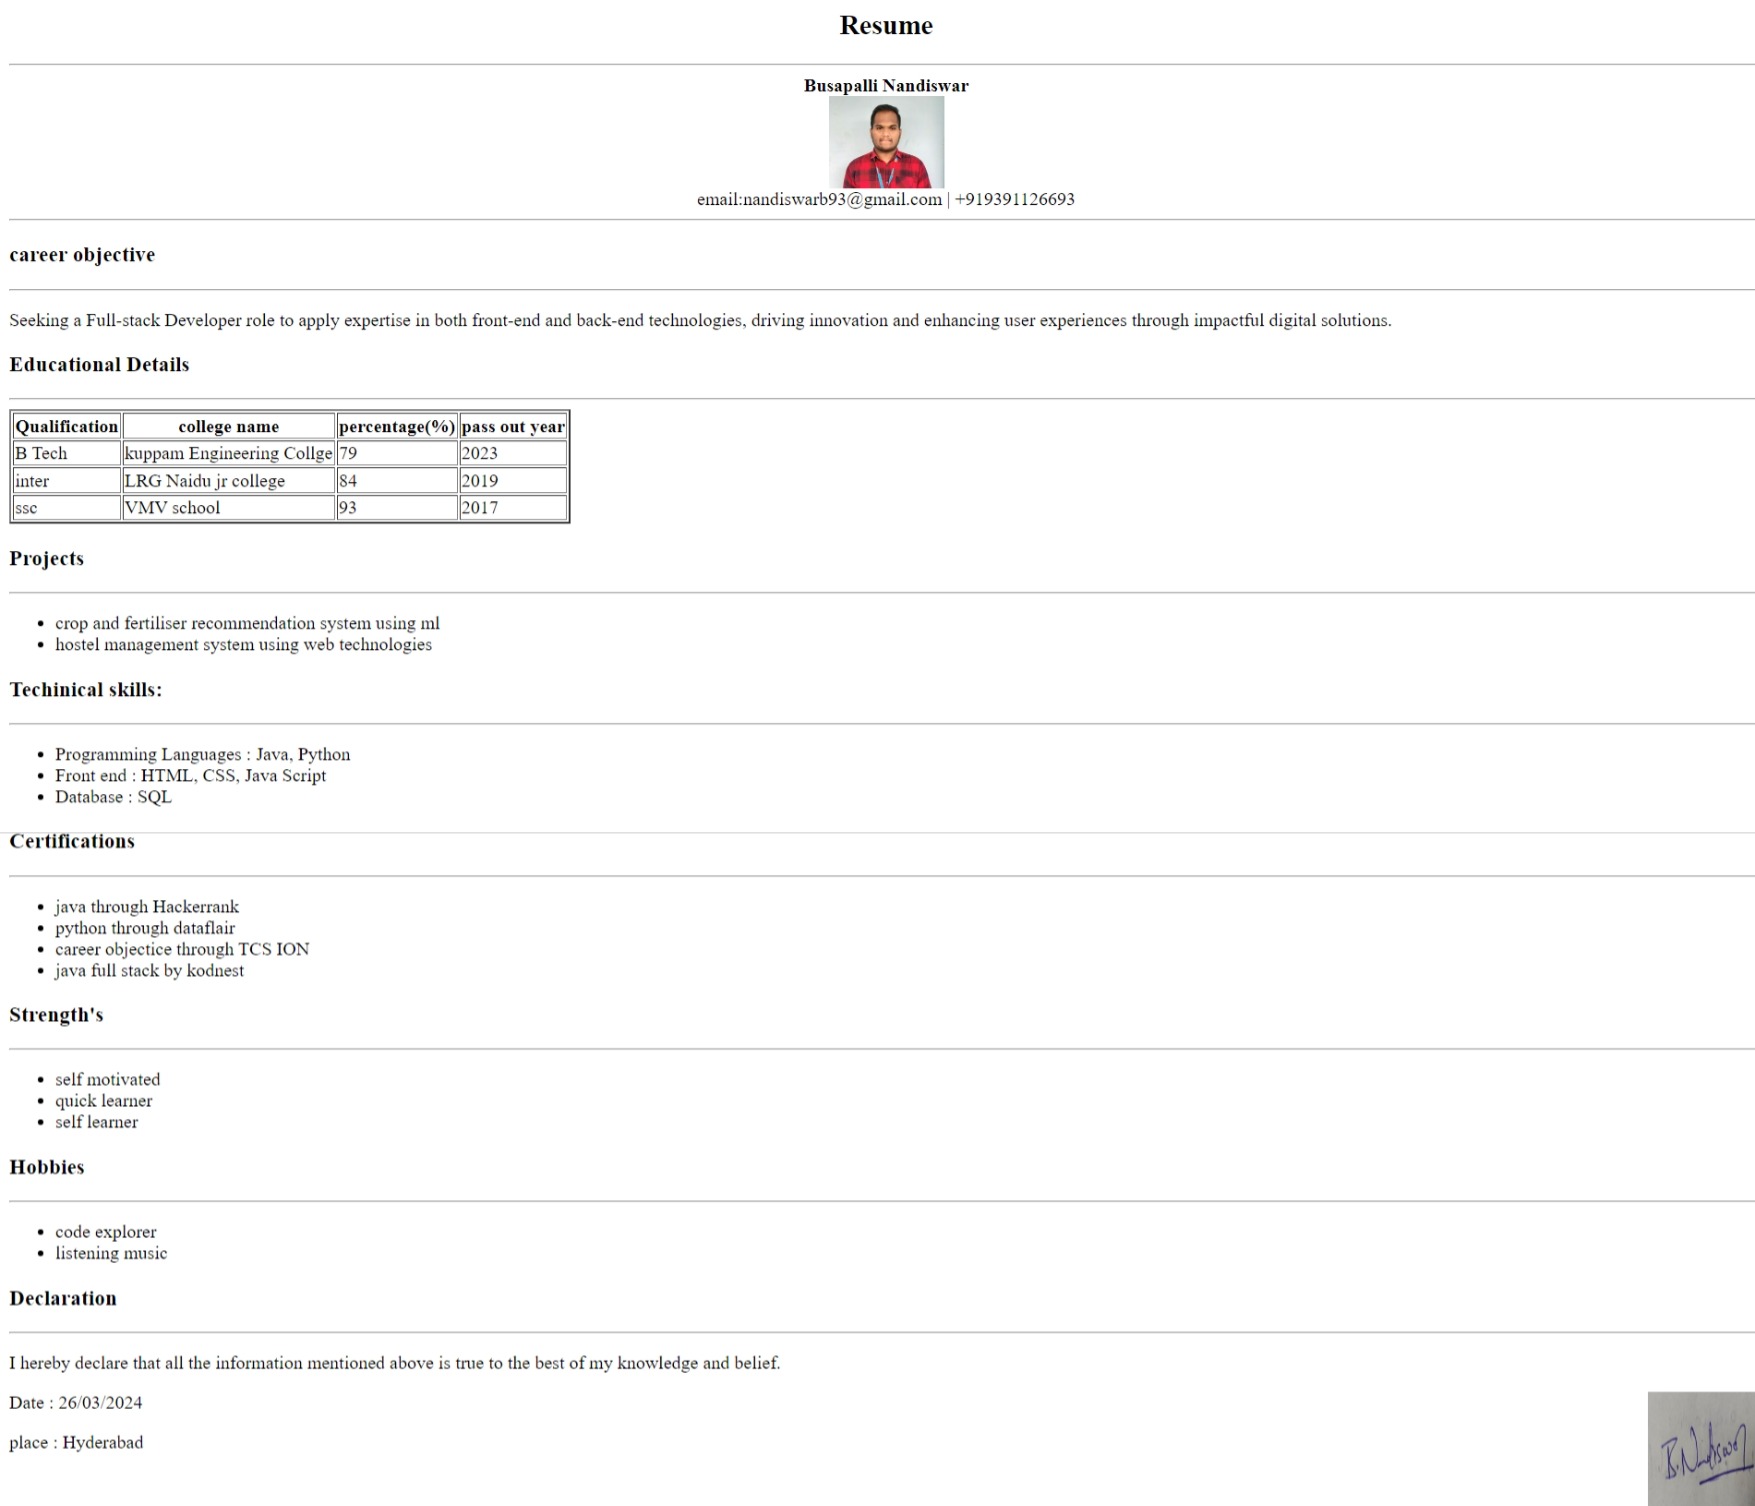 Resume
Busapalli Nandiswar
email:nandiswarb93@gmail.com | +919391126693
career objective
Seeking a Full-stack Developer role to apply expertise in both front-end and back-end technologies, driving innovation and enhancing user experiences through impactful digital solutions.
Educational Details
Qualification college name percentage(%) pass out year
B Tech kuppam Engineering Collge 79 2023
inter LRG Naidu jr college 84 2019
ssc VMV school 93 2017
Projects
crop and fertiliser recommendation system using ml
hostel management system using web technologies
Techinical skills:
Programming Languages : Java, Python
Front end : HTML, CSS, Java Script
Database : SQL
Certifications
java through Hackerrank
python through dataflair
career objectice through TCS ION
java full stack by kodnest
Strength's
self motivated
quick learner
self learner
Hobbies
code explorer
listening music
Declaration
I hereby declare that all the information mentioned above is true to the best of my knowledge and belief.
Date : 26/03/2024
place : Hyderabad
B.Nandiswar